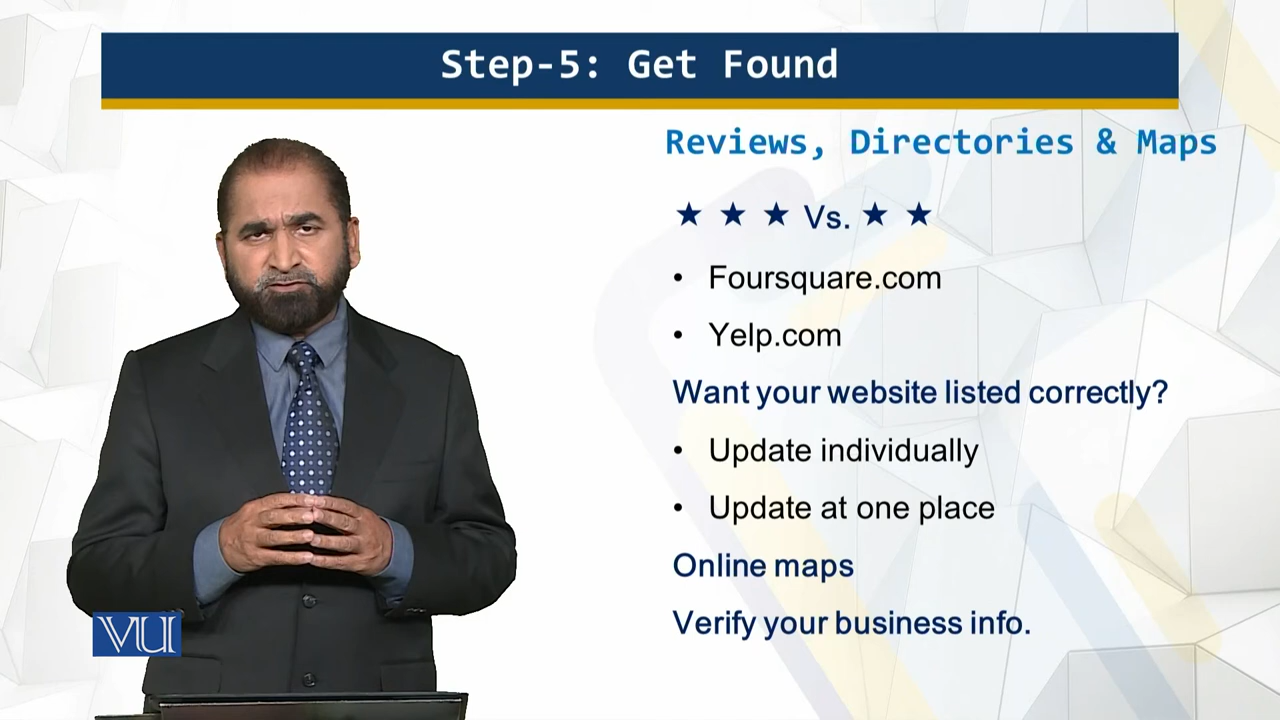 Step-5: Get Found
Reviews, Directories & Maps
★ ★ ★ Vs. ★ ★
• Foursquare.com
• Yelp.com
Want your website listed correctly?
• Update individually
• Update at one place
Online maps
Verify your business info.
VU